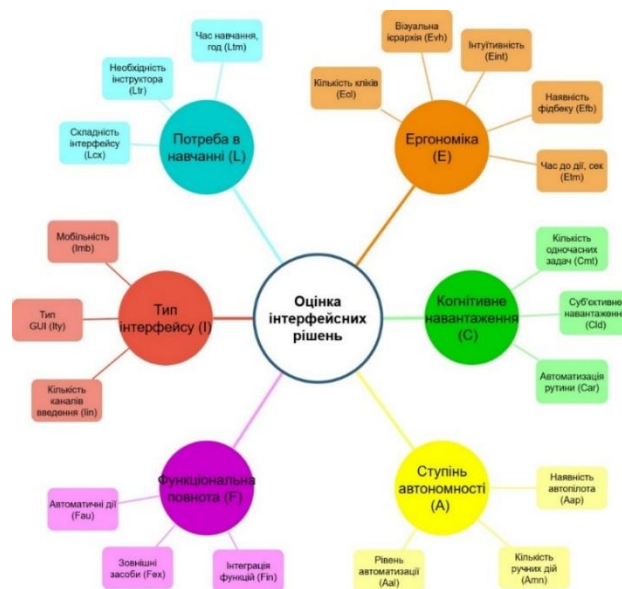 Час навчання,
год (Ltm)
Необхідність
інструктора
(Ltr)
Складність
інтерфейсу
(Lcx)
Потреба в
навчанні (L)
Візуальна
ієрархія (Evh)
Інтуїтивність
(Eint)
Кількість кліків
(Ecl)
Наявність
фідбеку (Efb)
Час до дії, сек
(Etm)
Ергономіка
(E)
Мобільність
(Imb)
Тип
GUI (Ity)
Кількість
каналів
введення (Iin)
Тип
інтерфейсу (I)
Оцінка
інтерфейсних
рішень
Кількість
одночасних
задач (Cmt)
Суб'єктивне
навантаження
(Cld)
Автоматизація
рутини (Car)
Когнітивне
навантаження
(C)
Функціональна
повнота (F)
Автоматичні дії
(Fau)
Зовнішні
засоби (Fex)
Інтеграція
функцій (Fin)
Ступінь
автономності
(A)
Наявність
автопілота
(Aap)
Рівень
автоматизації
(Aal)
Кількість
ручних дій
(Amn)